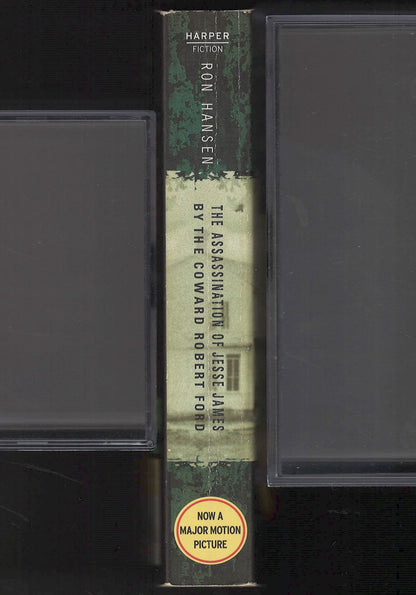 HARPER
FICTION
RON HANSEN
THE ASSASSINATION OF JESSE JAMES
BY THE COWARD ROBERT FORD
NOW A
MAJOR MOTION
PICTURE